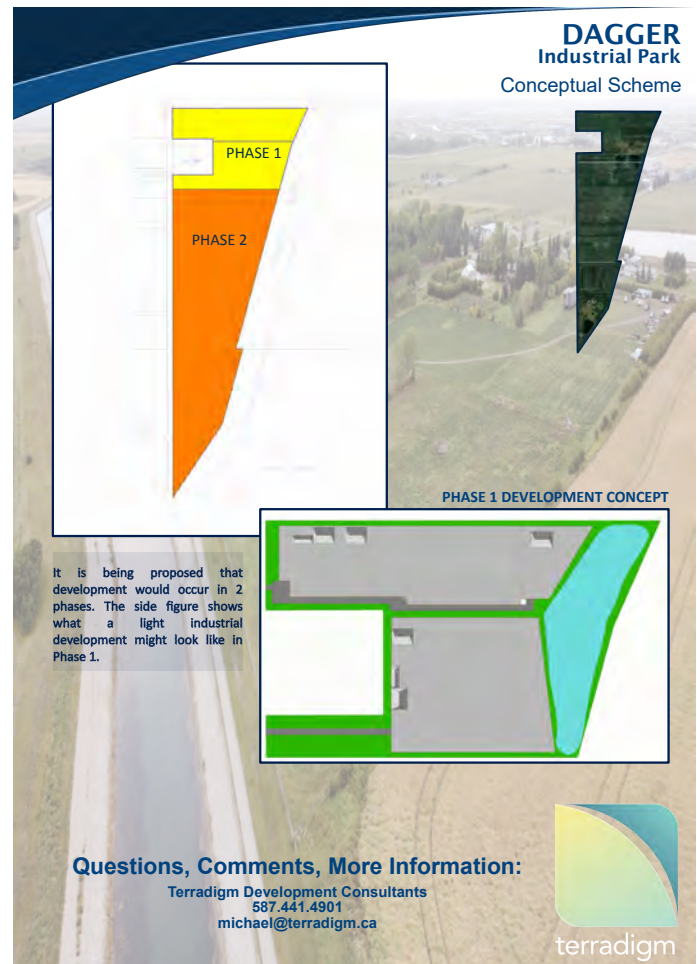 DAGGER
Industrial Park
Conceptual Scheme
PHASE 1
PHASE 2
PHASE 1 DEVELOPMENT CONCEPT
It is being proposed that
development would occur in 2
phases. The side figure shows
what a light industrial
development might look like in
Phase 1.
Questions, Comments, More Information:
Terradigm Development Consultants
587.441.4901
michael@terradigm.ca
terradigm